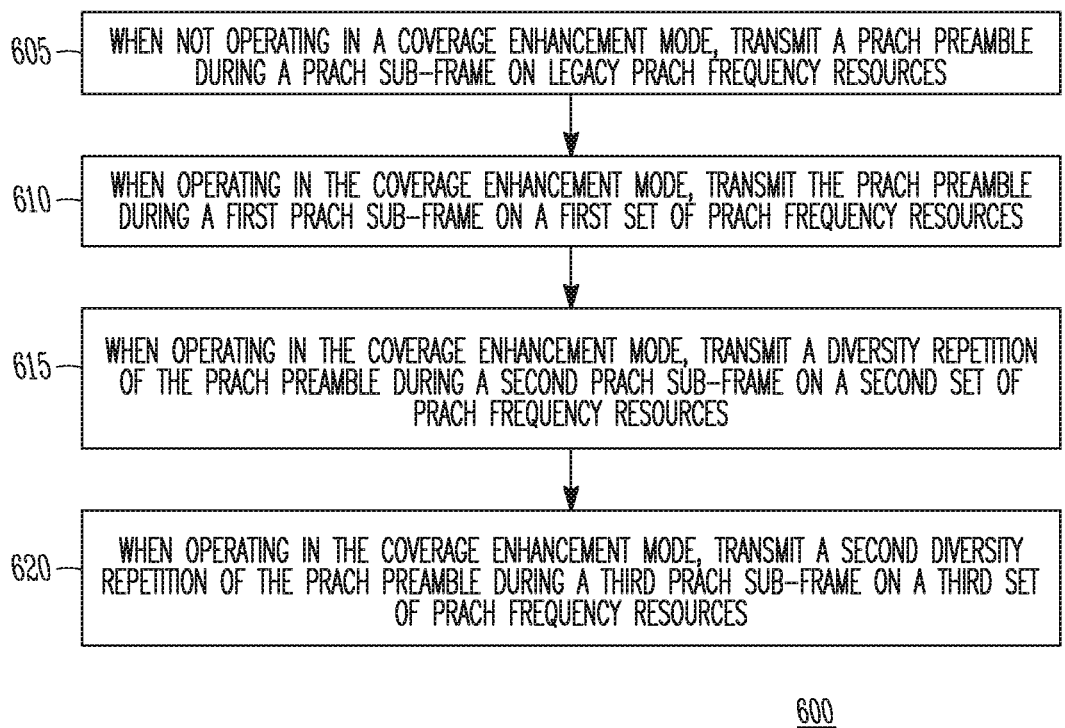 605
WHEN NOT OPERATING IN A COVERAGE ENHANCEMENT MODE, TRANSMIT A PRACH PREAMBLE
DURING A PRACH SUB-FRAME ON LEGACY PRACH FREQUENCY RESOURCES
610
WHEN OPERATING IN THE COVERAGE ENHANCEMENT MODE, TRANSMIT THE PRACH PREAMBLE
DURING A FIRST PRACH SUB-FRAME ON A FIRST SET OF PRACH FREQUENCY RESOURCES
615
WHEN OPERATING IN THE COVERAGE ENHANCEMENT MODE, TRANSMIT A DIVERSITY REPETITION
OF THE PRACH PREAMBLE DURING A SECOND PRACH SUB-FRAME ON A SECOND SET OF
PRACH FREQUENCY RESOURCES
620
WHEN OPERATING IN THE COVERAGE ENHANCEMENT MODE, TRANSMIT A SECOND DIVERSITY
REPETITION OF THE PRACH PREAMBLE DURING A THIRD PRACH SUB-FRAME ON A THIRD SET
OF PRACH FREQUENCY RESOURCES
600